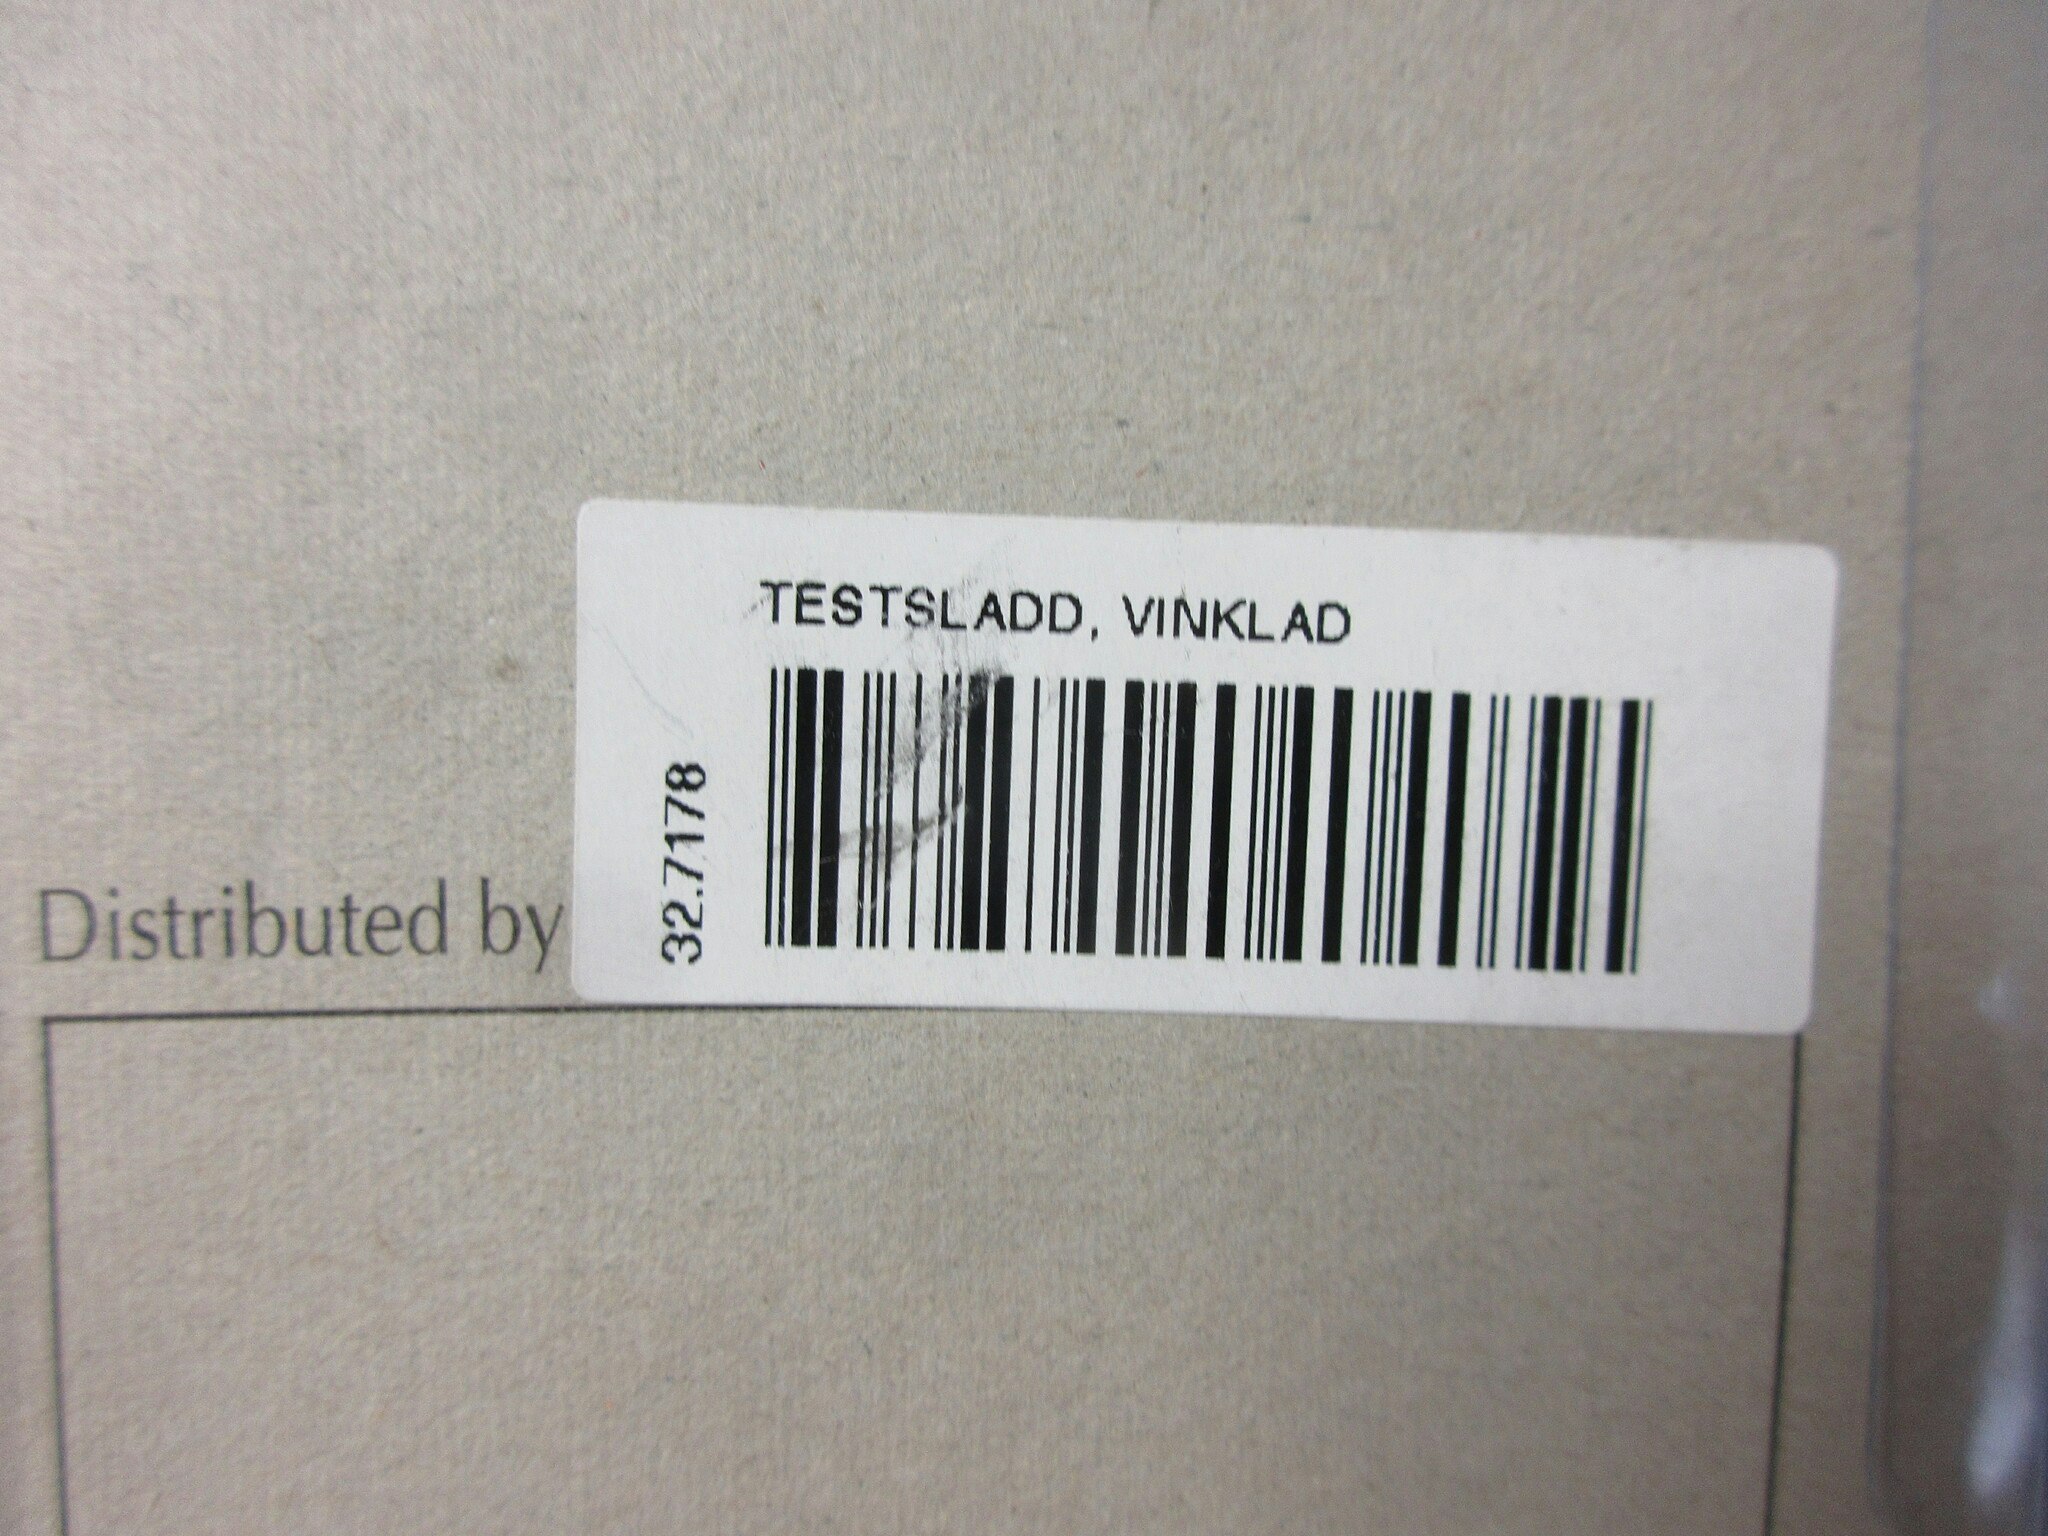 TESTSLADD, VINKLAD
32.7178
Distributed by